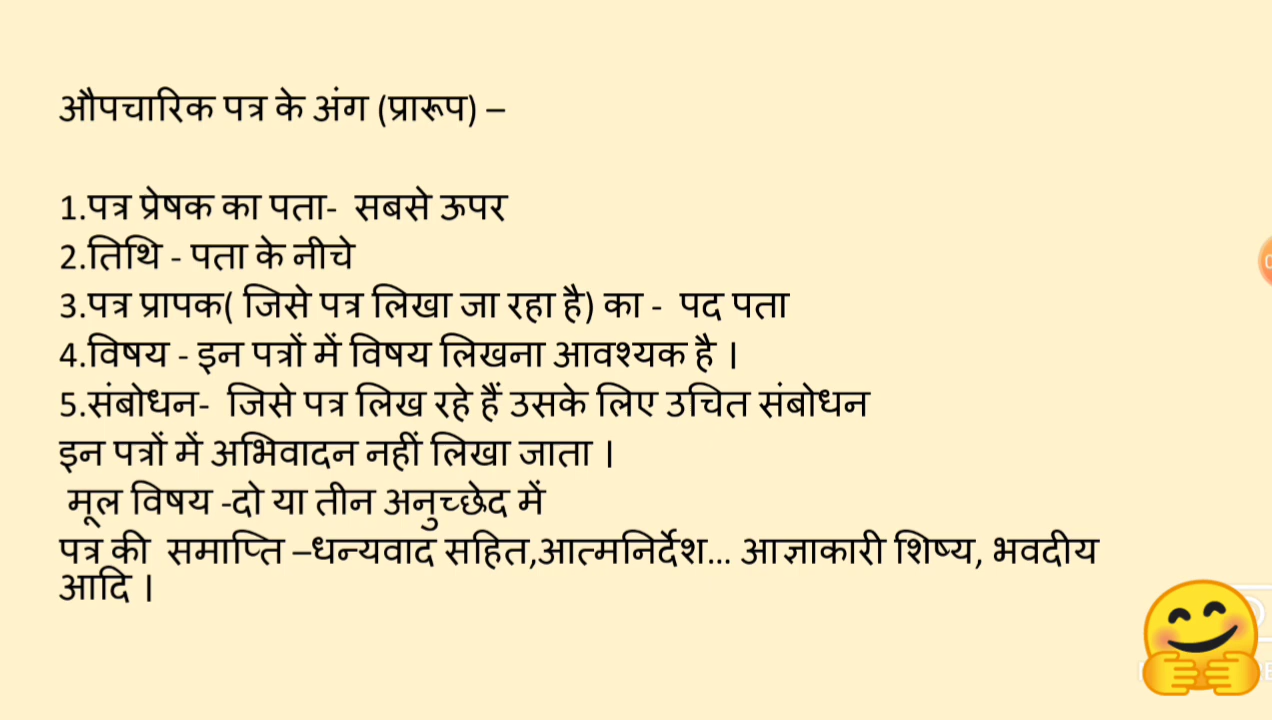 औपचारिक पत्र के अंग (प्रारूप) –
1.पत्र प्रेषक का पता-  सबसे ऊपर
2.तिथि - पता के नीचे
3.पत्र प्रापक( जिसे पत्र लिखा जा रहा है) का -  पद पता
4.विषय - इन पत्रों में विषय लिखना आवश्यक है ।
5.संबोधन-  जिसे पत्र लिख रहे हैं उसके लिए उचित संबोधन
इन पत्रों में अभिवादन नहीं लिखा जाता ।
मूल विषय -दो या तीन अनुच्छेद में
पत्र की  समाप्ति –धन्यवाद सहित,आत्मनिर्देश... आज्ञाकारी शिष्य, भवदीय
आदि ।